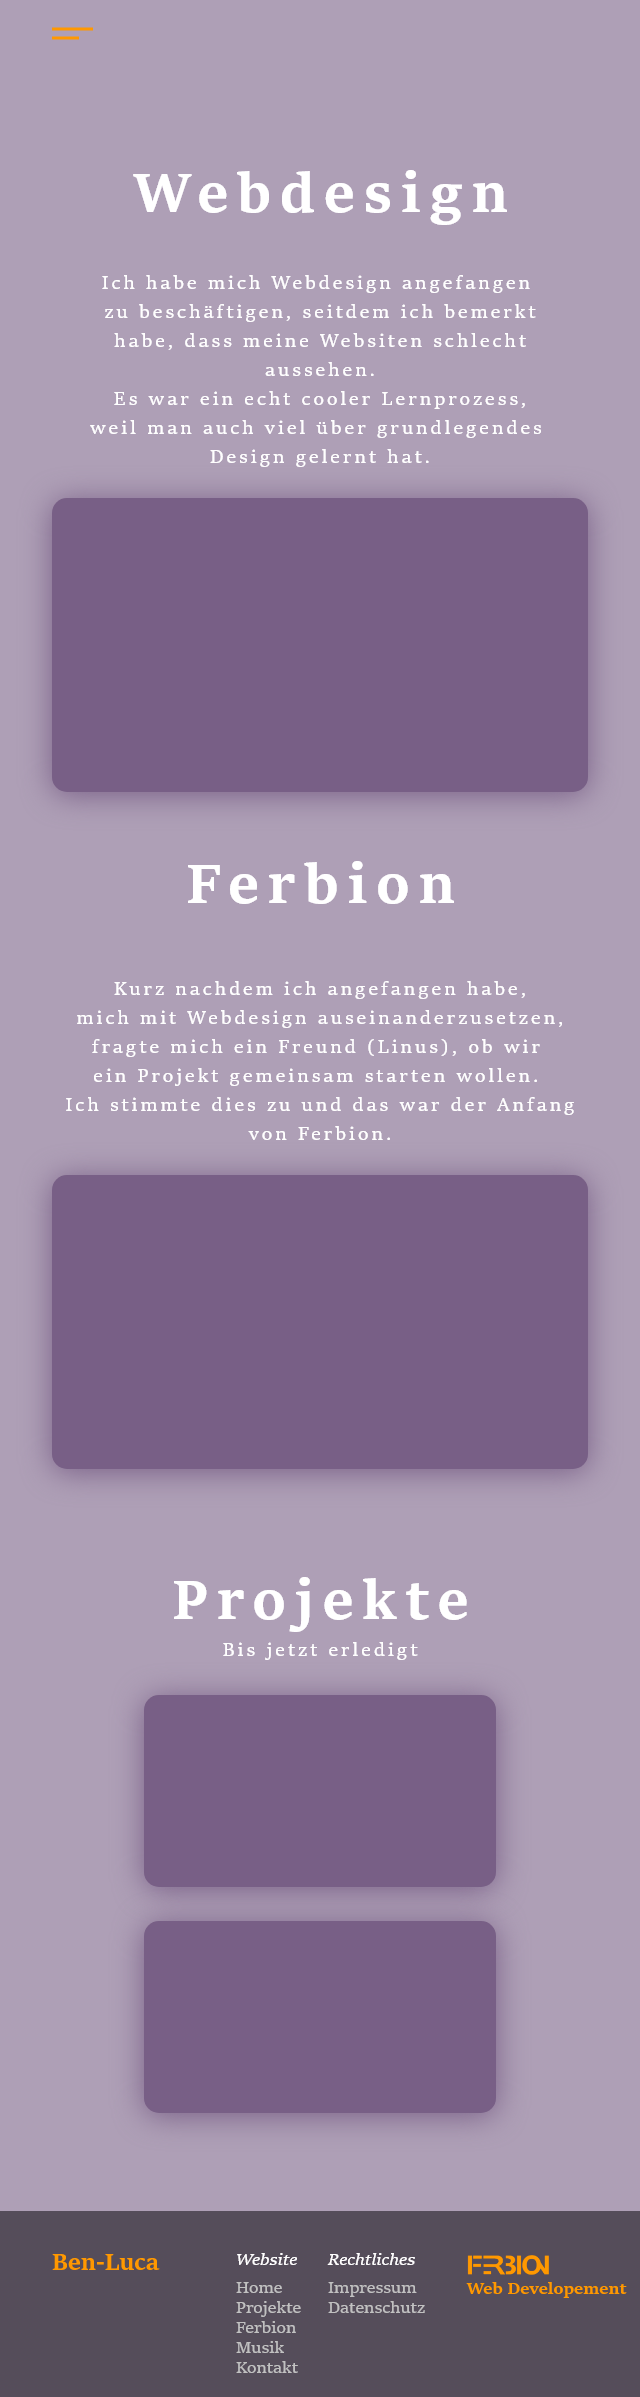 Webdesign
Ich habe mich Webdesign angefangen
zu beschäftigen, seitdem ich bemerkt
habe, dass meine Websiten schlecht
aussehen.
Es war ein echt cooler Lernprozess,
weil man auch viel über grundlegendes
Design gelernt hat.
Ferbion
Kurz nachdem ich angefangen habe,
mich mit Webdesign auseinanderzusetzen,
fragte mich ein Freund (Linus), ob wir
ein Projekt gemeinsam starten wollen.
Ich stimmte dies zu und das war der Anfang
von Ferbion.
Projekte
Bis jetzt erledigt
Ben-Luca
Website
Home
Projekte
Ferbion
Musik
Kontakt
Rechtliches
Impressum
Datenschutz
FERBION
Web Developement